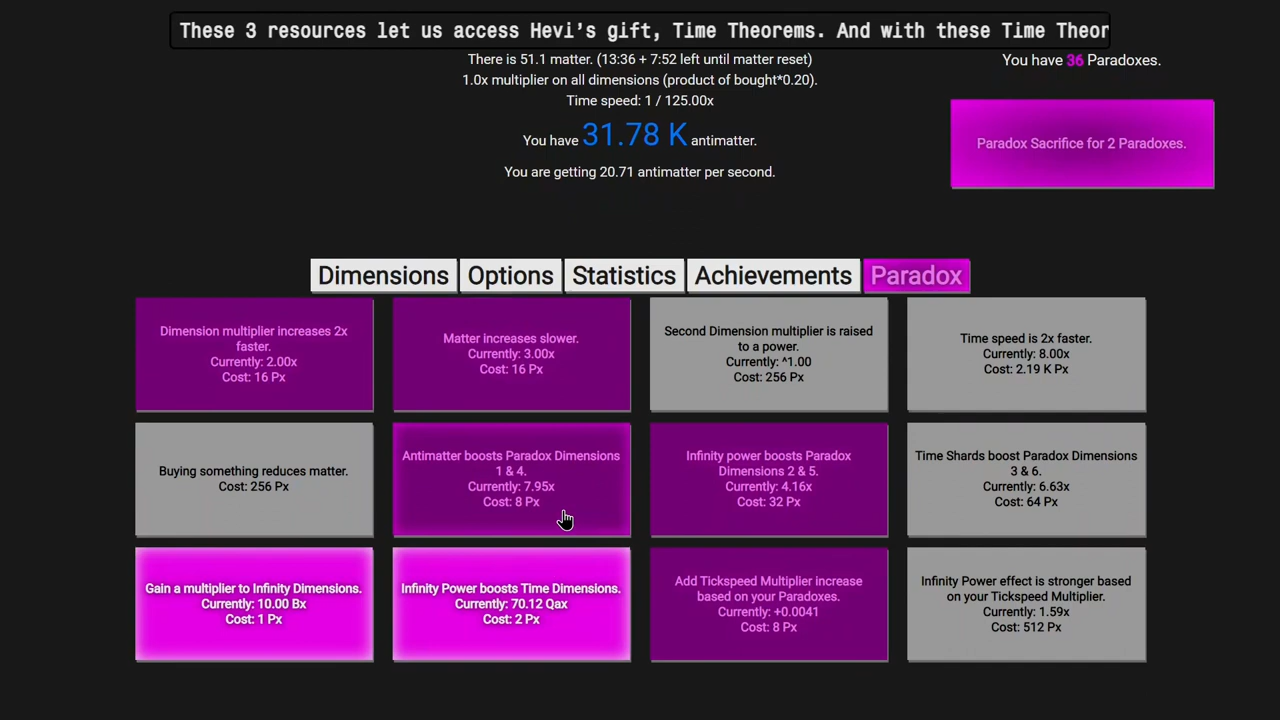 These 3 resources let us access Hevi's gift, Time Theorems. And with these Time Theor
There is 51.1 matter. (13:36 + 7:52 left until matter reset)
1.0x multiplier on all dimensions (product of bought*0.20).
Time speed: 1 / 125.00x
You have 31.78 K antimatter.
You are getting 20.71 antimatter per second.
You have 36 Paradoxes.
Paradox Sacrifice for 2 Paradoxes.
Dimensions
Options
Statistics
Achievements
Paradox
Dimension multiplier increases 2x
faster.
Currently: 2.00x
Cost: 16 Px
Matter increases slower.
Currently: 3.00x
Cost: 16 Px
Second Dimension multiplier is raised
to a power.
Currently: ^1.00
Cost: 256 Px
Time speed is 2x faster.
Currently: 8.00x
Cost: 2.19 K Px
Buying something reduces matter.
Cost: 256 Px
Antimatter boosts Paradox Dimensions
1 & 4.
Currently: 7.95x
Cost: 8 Px
Infinity power boosts Paradox
Dimensions 2 & 5.
Currently: 4.16x
Cost: 32 Px
Time Shards boost Paradox Dimensions
3 & 6.
Currently: 6.63x
Cost: 64 Px
Gain a multiplier to Infinity Dimensions.
Currently: 10.00 Bx
Cost: 1 Px
Infinity Power boosts Time Dimensions.
Currently: 70.12 Qax
Cost: 2 Px
Add Tickspeed Multiplier increase
based on your Paradoxes.
Currently: +0.0041
Cost: 8 Px
Infinity Power effect is stronger based
on your Tickspeed Multiplier.
Currently: 1.59x
Cost: 512 Px